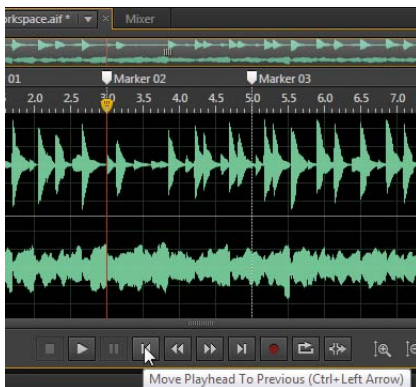 orkspace.aif * Mixer
01 Marker 02 Marker 03
2.0 2.5 3.0 3.5 4.0 4.5 5.0 5.5 6.0 6.5 7.0
Move Playhead To Previous (Ctrl+Left Arrow)